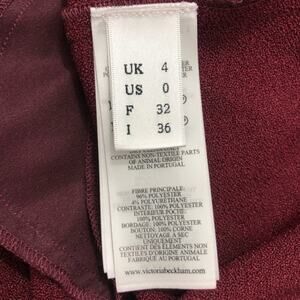 UK 4
US 0
F 32
I 36
CONTAINS NON-TEXTILE PARTS
OF ANIMAL ORIGIN
MADE IN PORTUGAL
FIBRE PRINCIPALE:
96% POLYESTER
4% POLYURETHANE
CONTRASTE: 100% POLYESTER
INTERIEUR POCHE:
100% POLYESTER
BORDAGE: 100% POLYESTER
BOUTON: 100% CORNE
NETTOYAGE A SEC
UNIQUEMENT
CONTIENT DES ELEMENTS NON
TEXTILES D'ORIGINE ANIMALE
FABRIQUE AU PORTUGAL
www.victoriabeckham.com